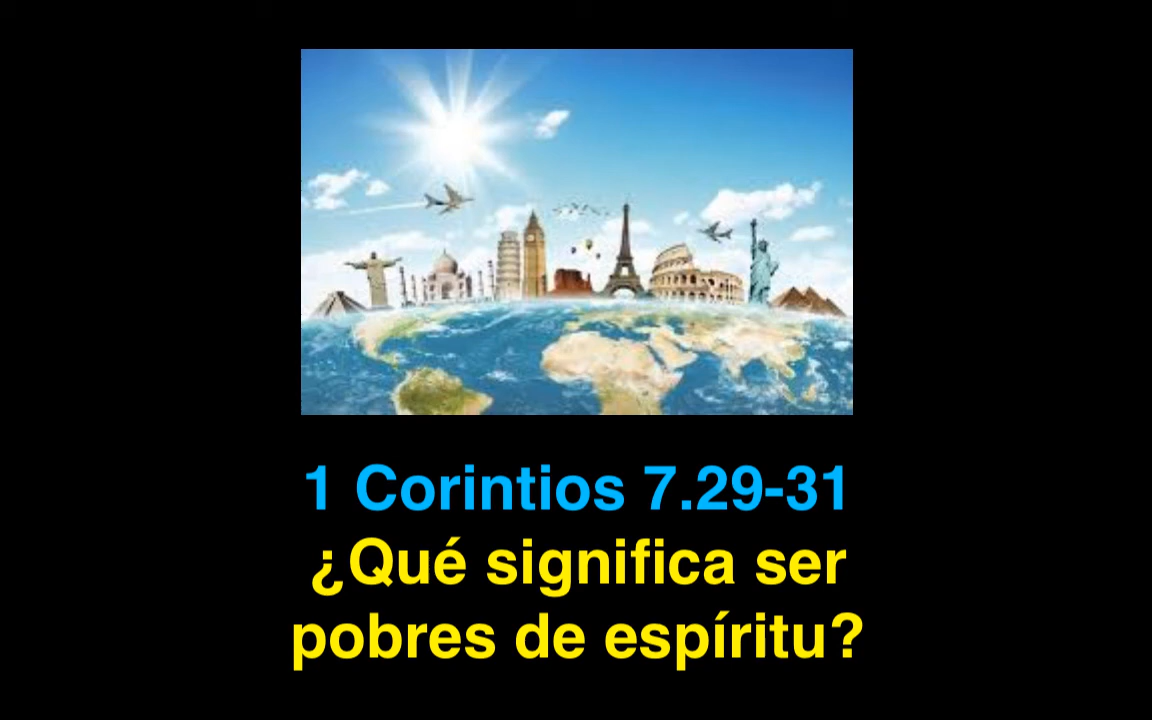 1 Corintios 7.29-31
¿Qué significa ser
pobres de espíritu?